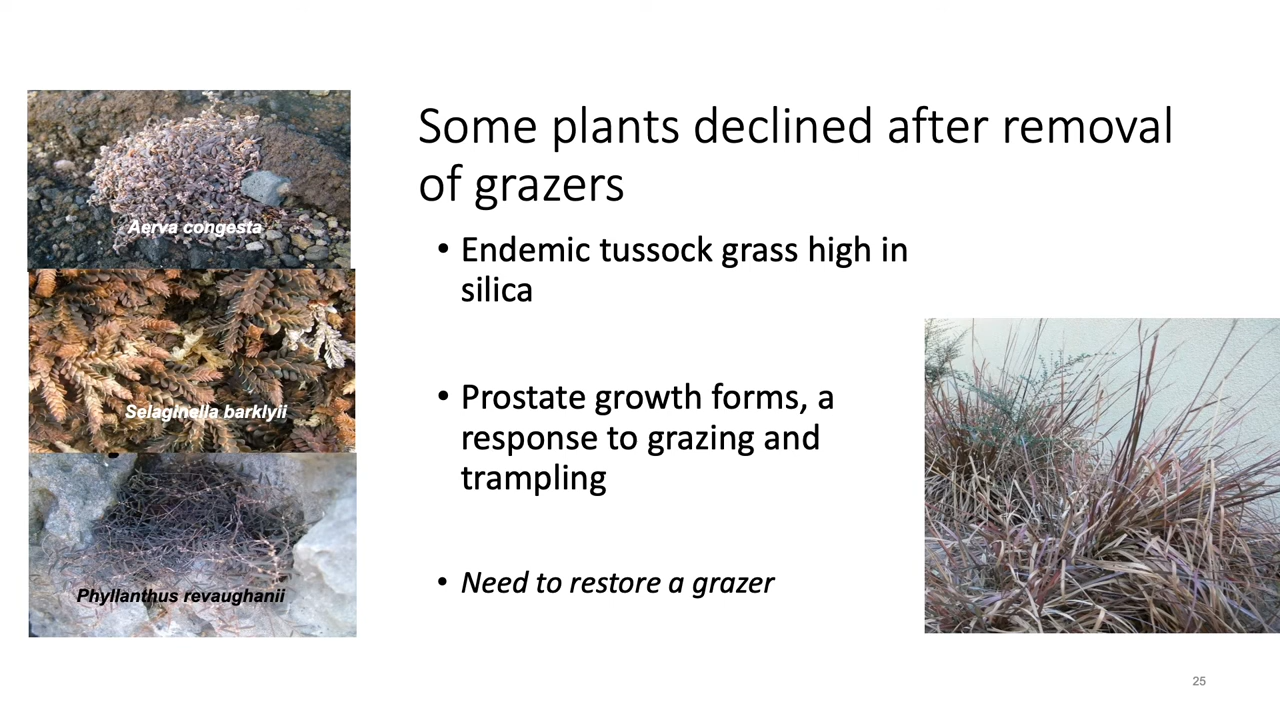 Some plants declined after removal
of grazers
• Endemic tussock grass high in
silica
• Prostate growth forms, a
response to grazing and
trampling
• Need to restore a grazer
Aerva congesta
Selaginella barklyii
Phyllanthus revaughanii
25